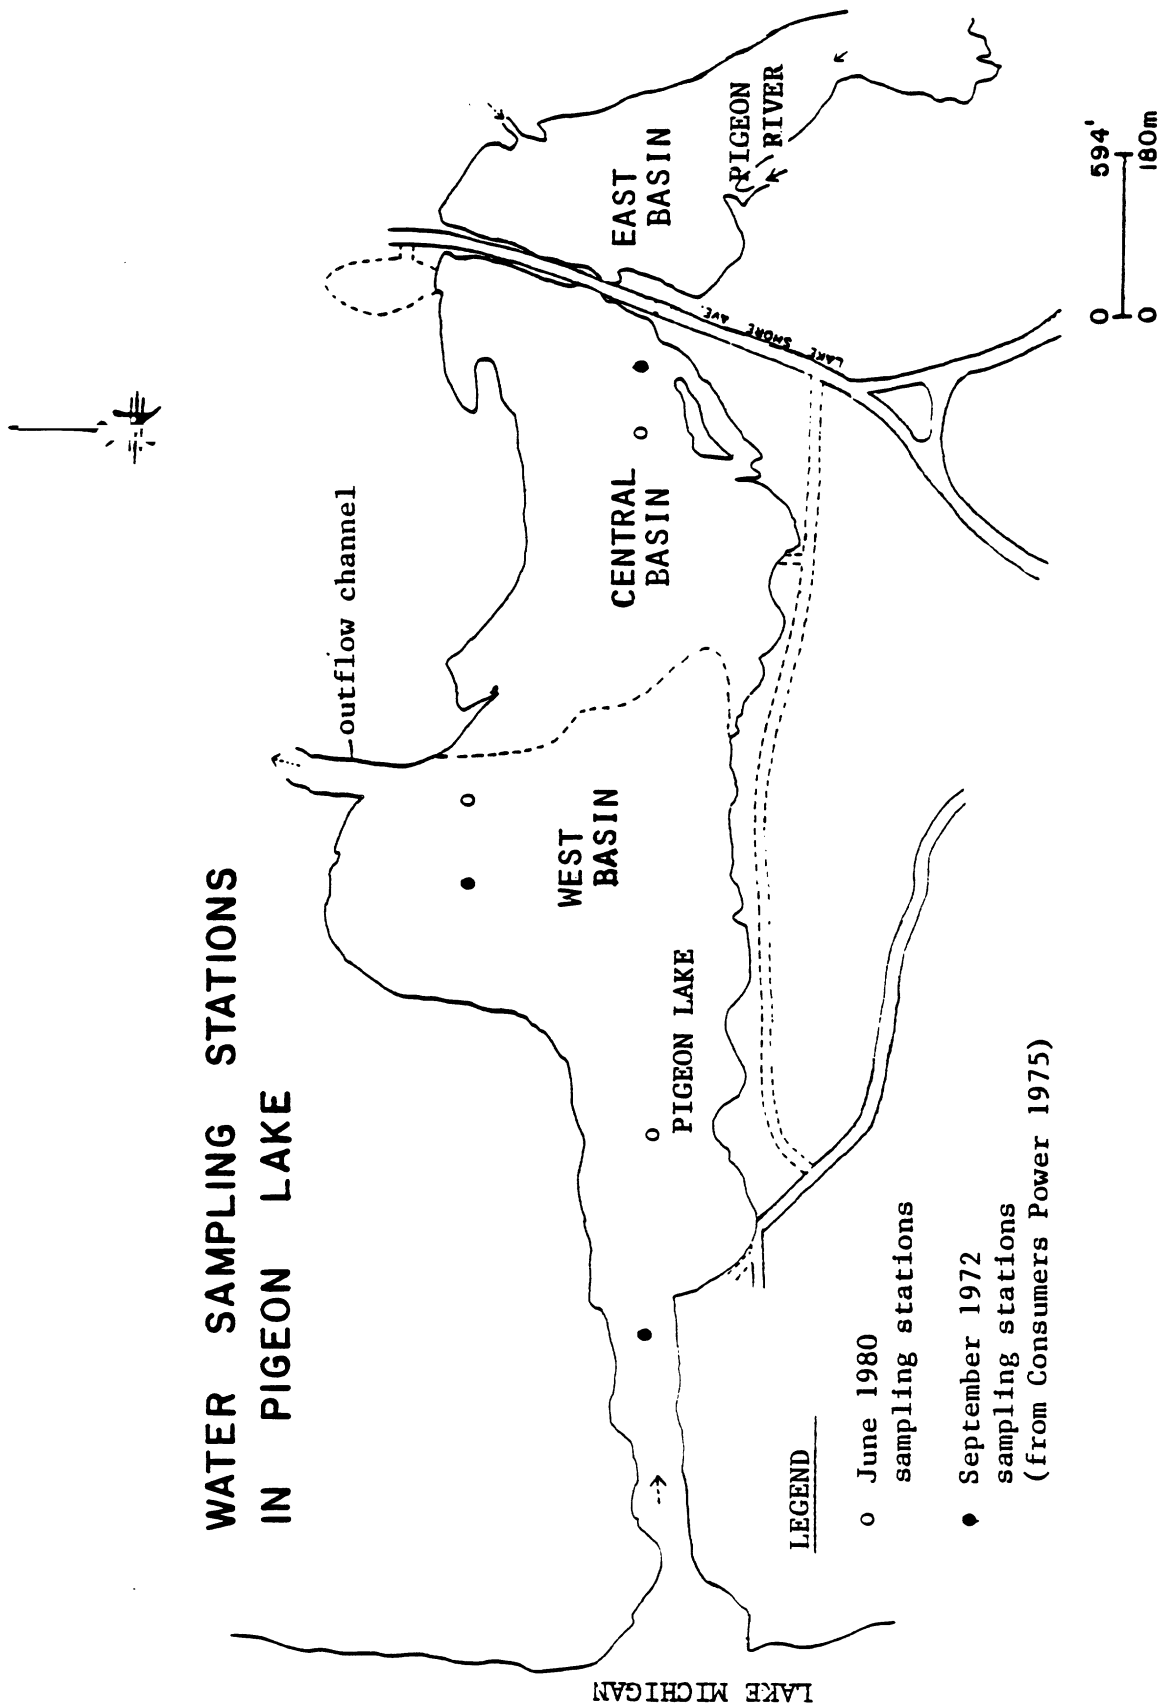 WATER SAMPLING STATIONS
IN PIGEON LAKE
outflow channel
WEST
BASIN
CENTRAL
BASIN
EAST
BASIN
PIGEON
RIVER
LAKE SHORE AVE.
PIGEON LAKE
LAKE MICHIGAN
LEGEND
o June 1980
sampling stations
● September 1972
sampling stations
(from Consumers Power 1975)
0 594'
0 180m